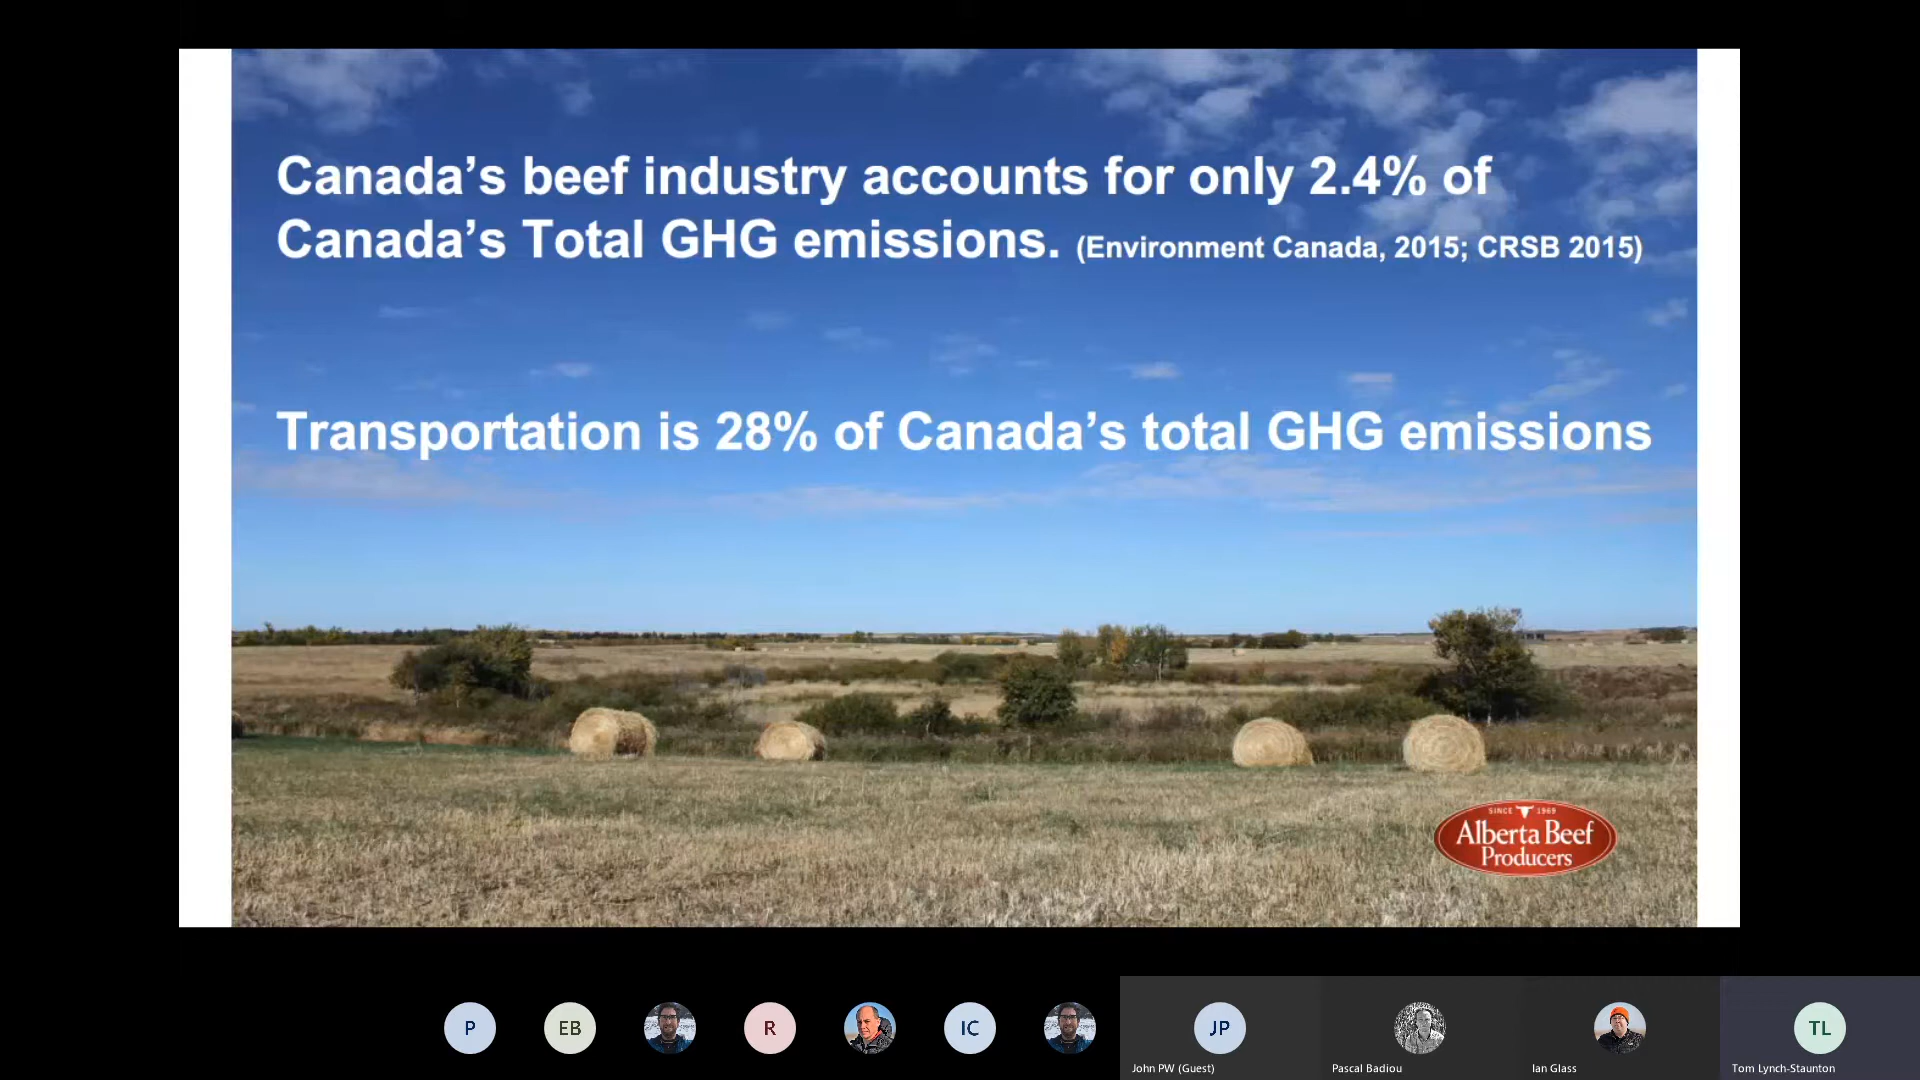 Canada’s beef industry accounts for only 2.4% of
Canada’s Total GHG emissions. (Environment Canada, 2015; CRSB 2015)
Transportation is 28% of Canada’s total GHG emissions
SINCE 1969
Alberta Beef
Producers
P
EB
R
IC
JP
TL
John PW (Guest)
Pascal Badiou
Ian Glass
Tom Lynch-Staunton